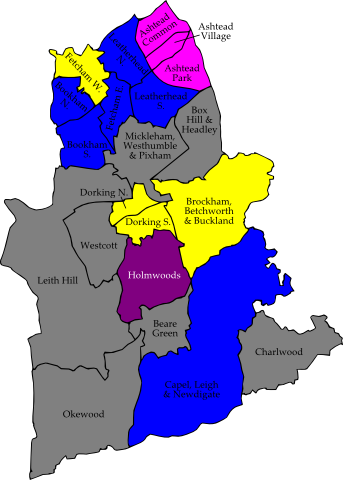 Ashtead
Common
Ashtead
Village
Ashtead
Park
Leatherhead
N.
Fetcham W.
Bookham
N.
Leatherhead
S.
Box
Hill &
Headley
Bookham
S.
Mickleham,
Westhumble
& Pixham
Dorking N.
Brockham,
Betchworth
& Buckland
Dorking S.
Westcott
Leith Hill
Holmwoods
Beare
Green
Charlwood
Capel, Leigh
& Newdigate
Okewood